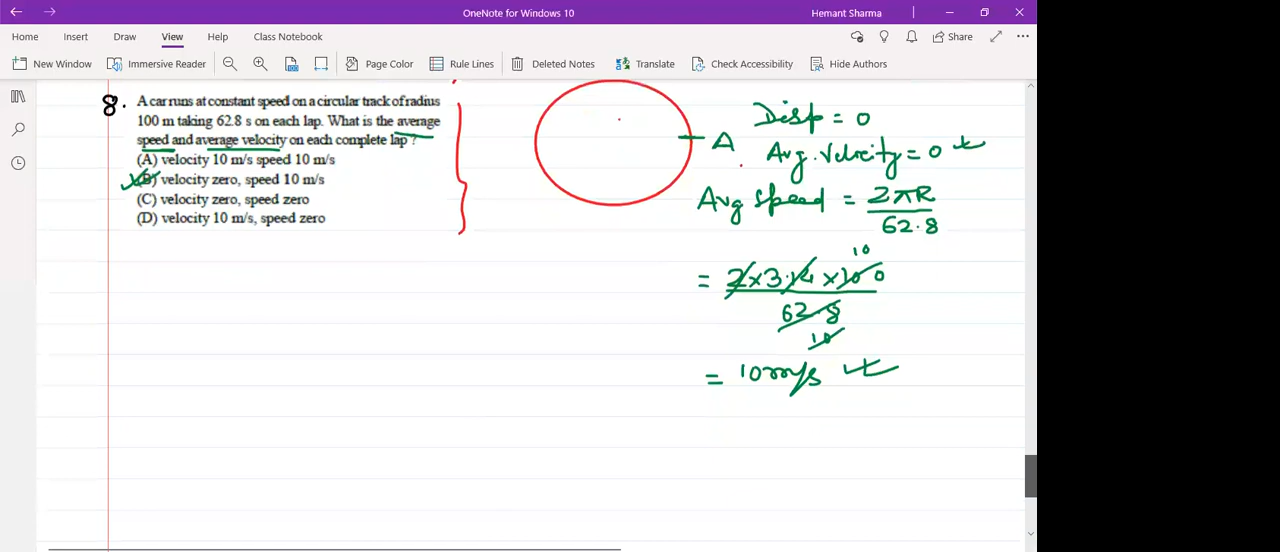 OneNote for Windows 10
Hemant Sharma
Home Insert Draw View Help Class Notebook
Share
New Window Immersive Reader Page Color Rule Lines Deleted Notes Translate Check Accessibility Hide Authors
8. A car runs at constant speed on a circular track of radius
100 m taking 62.8 s on each lap. What is the average
speed and average velocity on each complete lap ?
(A) velocity 10 m/s speed 10 m/s
(B) velocity zero, speed 10 m/s
(C) velocity zero, speed zero
(D) velocity 10 m/s, speed zero
A
Disp = 0
Avg. Velocity = 0
Avg Speed = 2πR
62.8
10
= 2 × 3.14 × 100
62.8
10
= 10 m/s